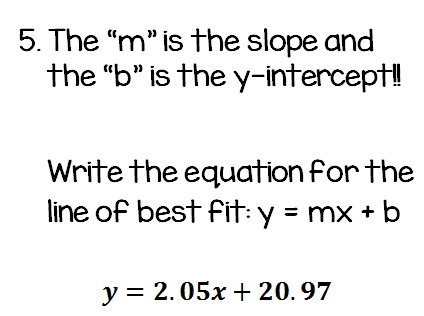 5. The “m” is the slope and
the “b” is the y-intercept!!
Write the equation for the
line of best fit: y = mx + b
y = 2.05x + 20.97